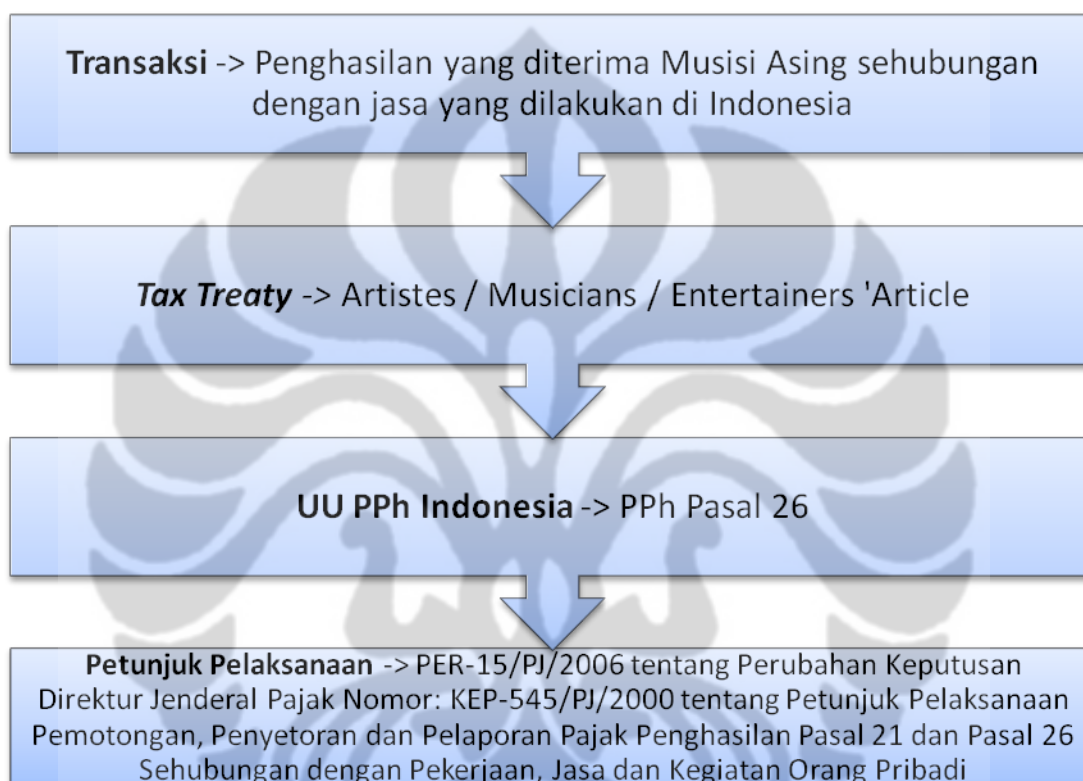 Transaksi -> Penghasilan yang diterima Musisi Asing sehubungan
dengan jasa yang dilakukan di Indonesia
Tax Treaty -> Artistes / Musicians / Entertainers 'Article
UU PPh Indonesia -> PPh Pasal 26
Petunjuk Pelaksanaan -> PER-15/PJ/2006 tentang Perubahan Keputusan
Direktur Jenderal Pajak Nomor: KEP-545/PJ/2000 tentang Petunjuk Pelaksanaan
Pemotongan, Penyetoran dan Pelaporan Pajak Penghasilan Pasal 21 dan Pasal 26
Sehubungan dengan Pekerjaan, Jasa dan Kegiatan Orang Pribadi